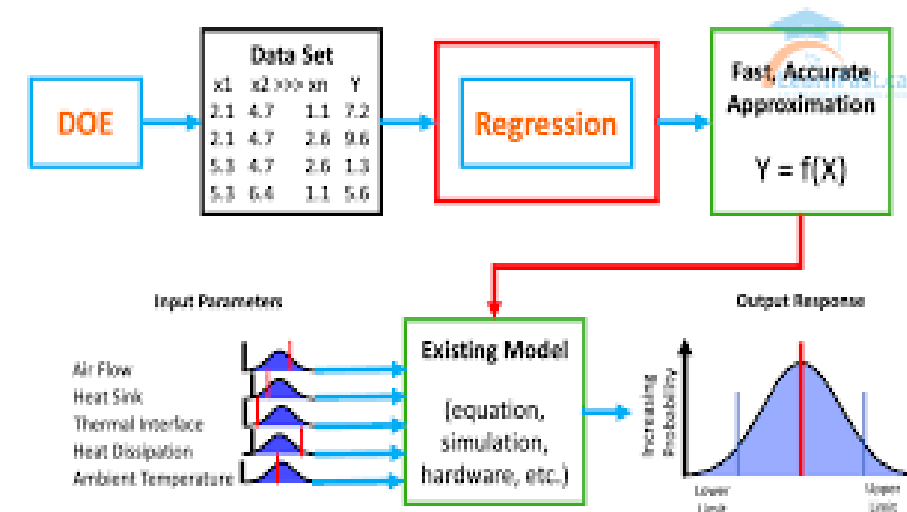 DOE
Data Set
x1 x2 >>> xn Y
2.1 4.7 1.1 7.2
2.1 4.7 2.6 9.6
5.3 4.7 2.6 1.3
5.3 6.4 1.1 5.6
Regression
Fast, Accurate
Approximation
Y = f(X)
Input Parameters
Air Flow
Heat Sink
Thermal Interface
Heat Dissipation
Ambient Temperature
Existing Model
(equation,
simulation,
hardware, etc.)
Output Response
Increasing
Probability
Lower
Limit
Upper
Limit